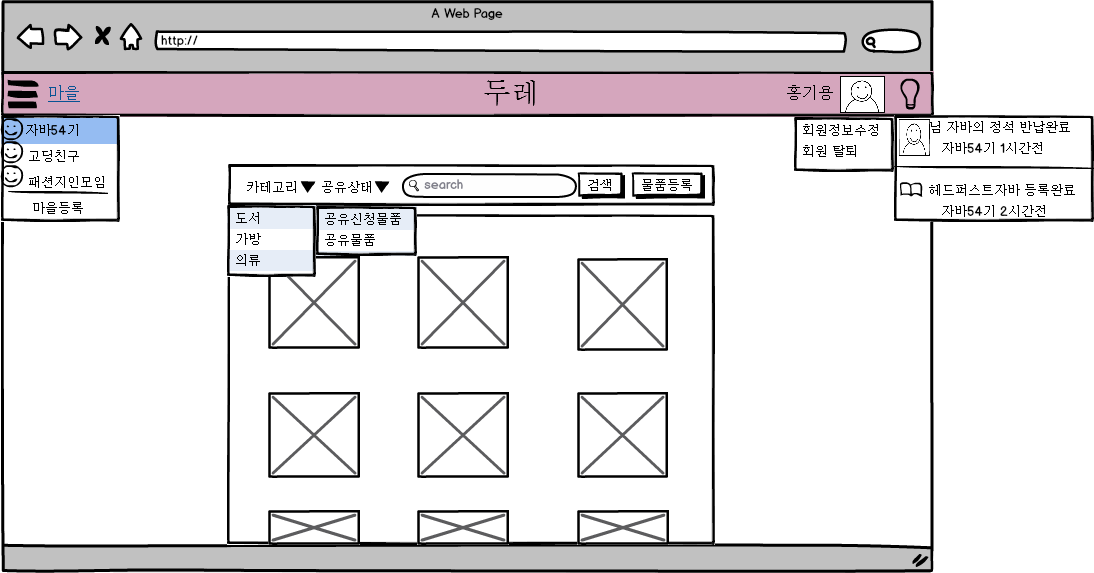 A Web Page
http://
마을
두레
홍기용
자바54기
고딩친구
패션지인모임
마을등록
회원정보수정
회원 탈퇴
님 자바의 정석 반납완료
자바54기 1시간전
헤드퍼스트자바 등록완료
자바54기 2시간전
카테고리 공유상태 search 검색 물품등록
도서
가방
의류
공유신청물품
공유물품